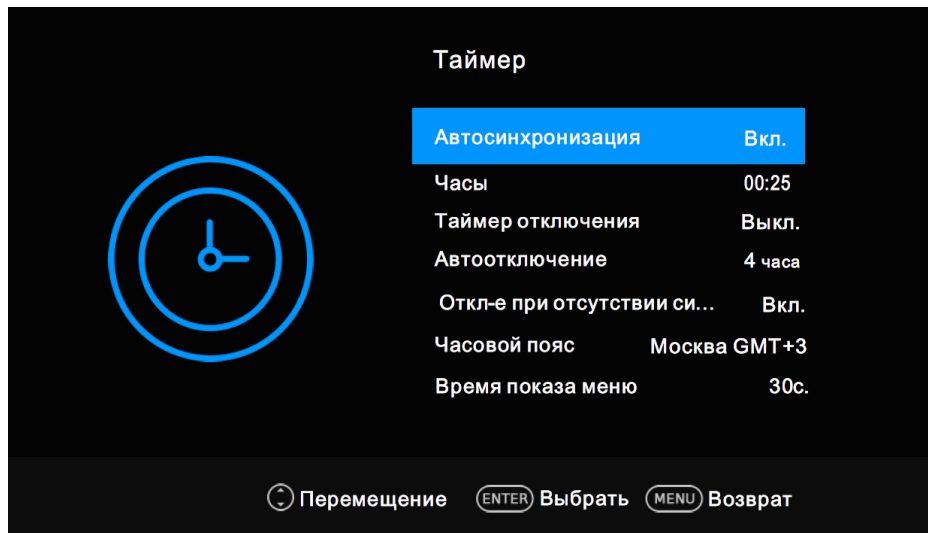 Таймер
Автосинхронизация Вкл.
Часы 00:25
Таймер отключения Выкл.
Автоотключение 4 часа
Откл-е при отсутствии си... Вкл.
Часовой пояс Москва GMT+3
Время показа меню 30с.
Перемещение ENTER Выбрать MENU Возврат